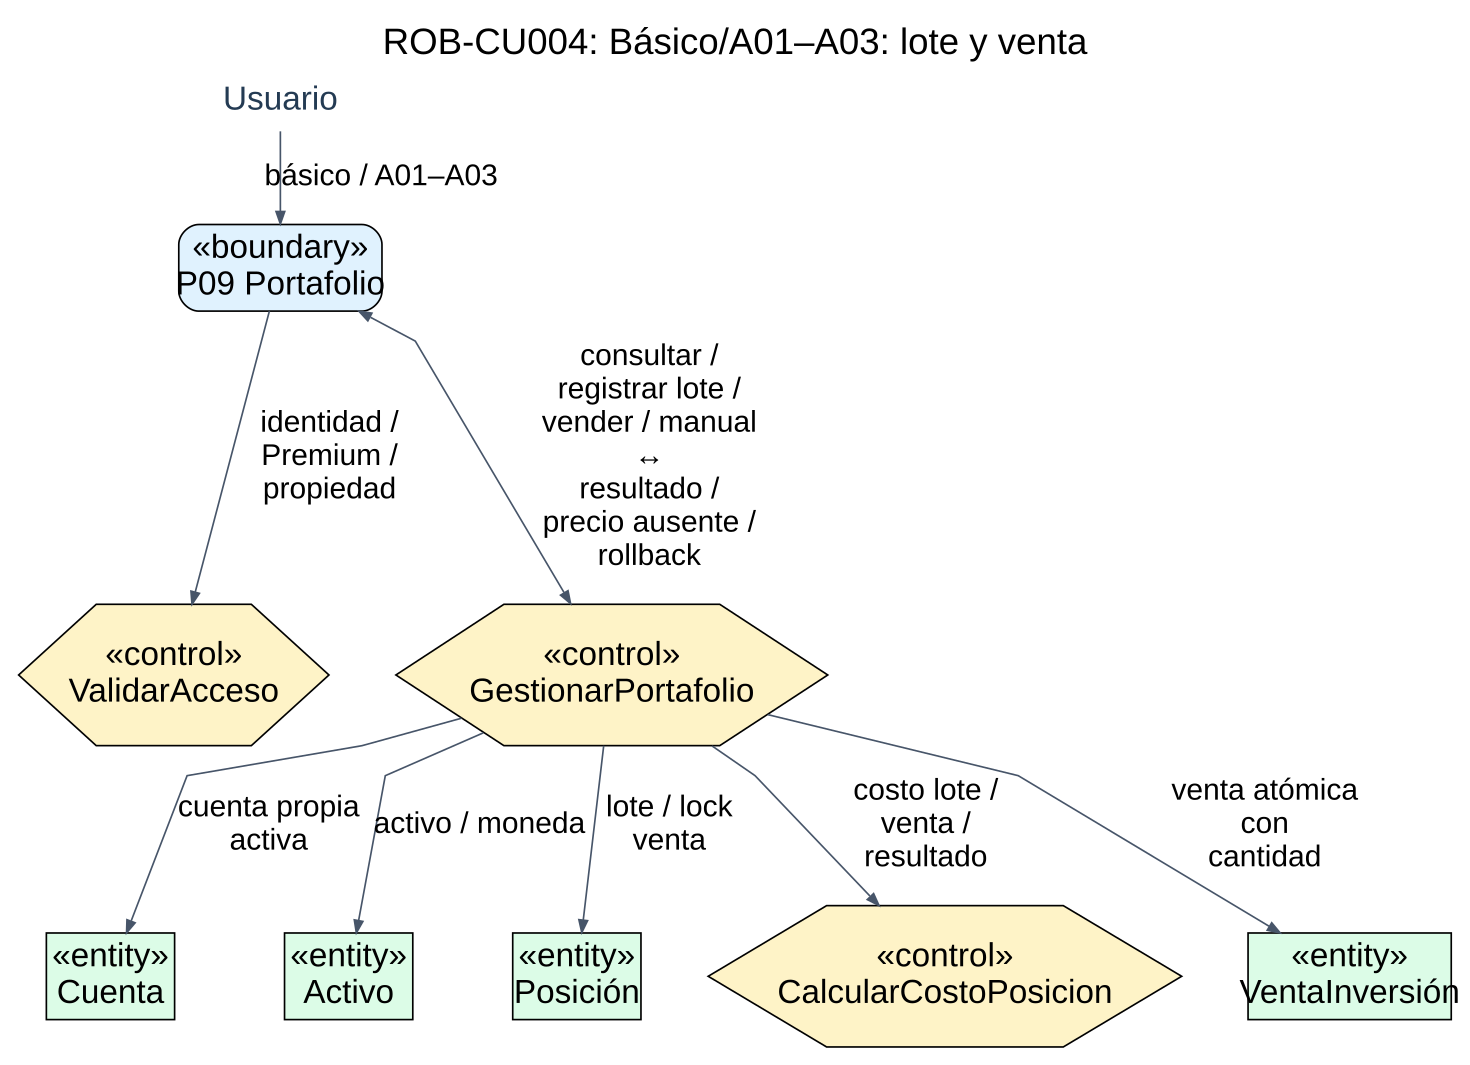 ROB-CU004: Básico/A01–A03: lote y venta
Usuario
básico / A01–A03
«boundary»
P09 Portafolio
identidad /
Premium /
propiedad
consultar /
registrar lote /
vender / manual
↔
resultado /
precio ausente /
rollback
«control»
ValidarAcceso
«control»
GestionarPortafolio
cuenta propia
activa
activo / moneda
lote / lock
venta
costo lote /
venta /
resultado
venta atómica
con
cantidad
«entity»
Cuenta
«entity»
Activo
«entity»
Posición
«control»
CalcularCostoPosicion
«entity»
VentaInversión